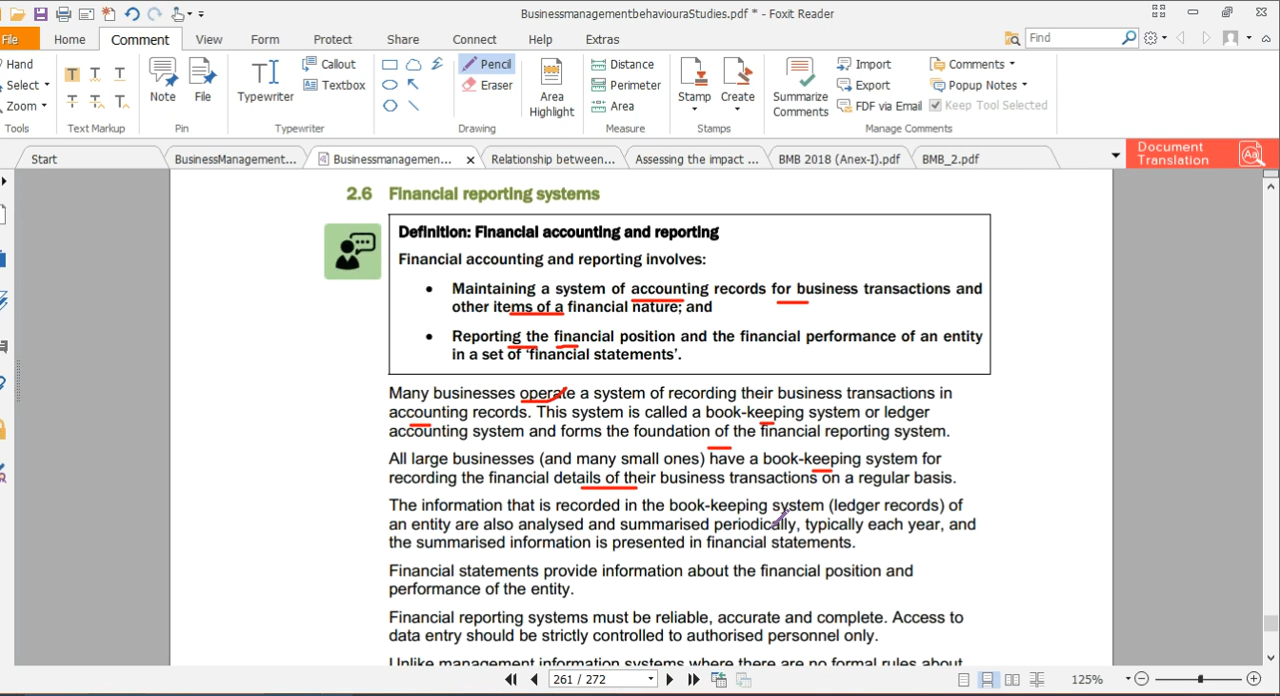 BusinessmanagementbehaviouraStudies.pdf * - Foxit Reader
File Home Comment View Form Protect Share Connect Help Extras
Find
Hand
Select
Zoom
Tools
Text Markup
Note
File
Pin
Typewriter
Callout
Textbox
Typewriter
Pencil
Eraser
Drawing
Area
Highlight
Distance
Perimeter
Area
Measure
Stamp
Create
Stamps
Summarize
Comments
Import
Export
FDF via Email
Comments
Popup Notes
Keep Tool Selected
Manage Comments
Start
BusinessManagement...
Businessmanagemen...
Relationship between...
Assessing the impact ...
BMB 2018 (Anex-I).pdf
BMB_2.pdf
Document
Translation
2.6 Financial reporting systems
Definition: Financial accounting and reporting
Financial accounting and reporting involves:
• Maintaining a system of accounting records for business transactions and
other items of a financial nature; and
• Reporting the financial position and the financial performance of an entity
in a set of ‘financial statements’.
Many businesses operate a system of recording their business transactions in
accounting records. This system is called a book-keeping system or ledger
accounting system and forms the foundation of the financial reporting system.
All large businesses (and many small ones) have a book-keeping system for
recording the financial details of their business transactions on a regular basis.
The information that is recorded in the book-keeping system (ledger records) of
an entity are also analysed and summarised periodically, typically each year, and
the summarised information is presented in financial statements.
Financial statements provide information about the financial position and
performance of the entity.
Financial reporting systems must be reliable, accurate and complete. Access to
data entry should be strictly controlled to authorised personnel only.
Unlike management information systems where there are no formal rules about
261 / 272
125%